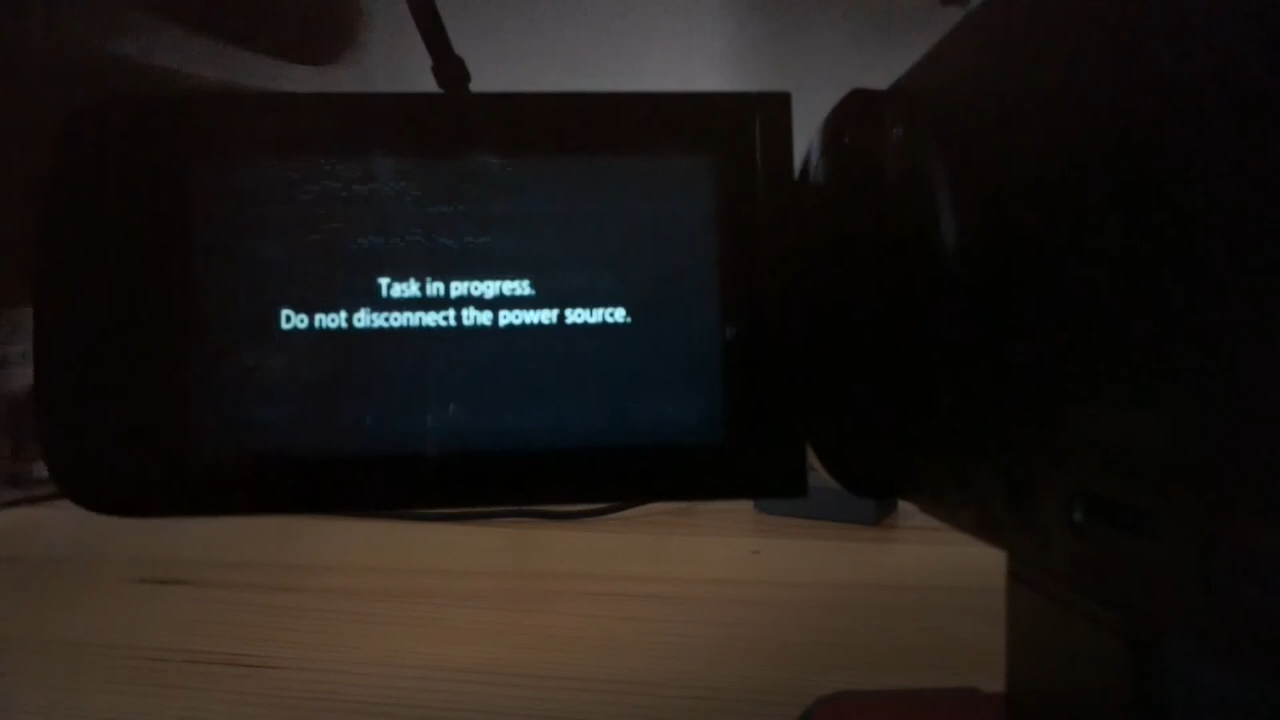 Task in progress.
Do not disconnect the power source.